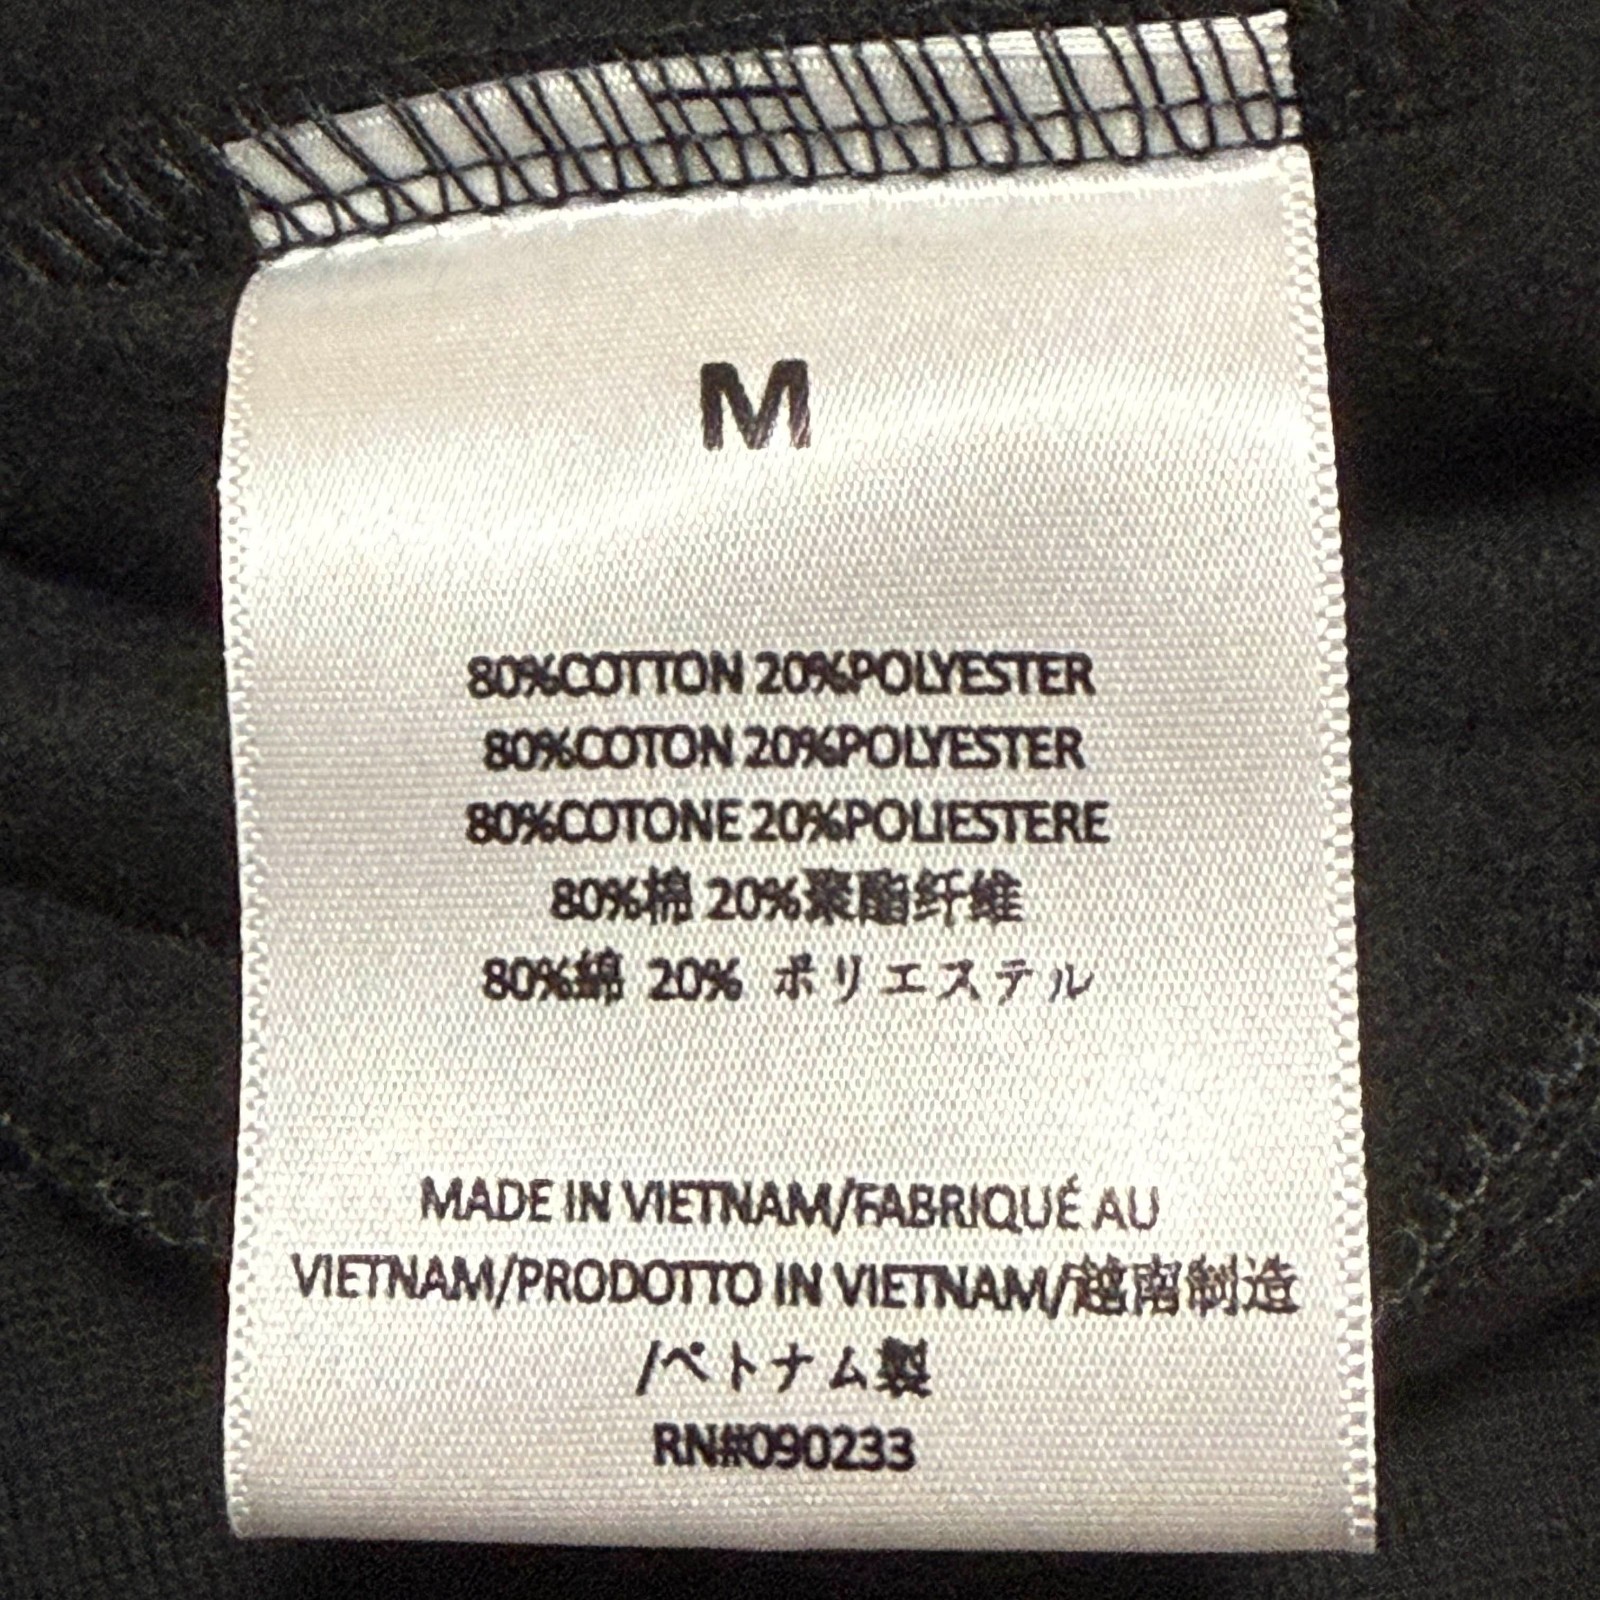 M
80%COTTON 20%POLYESTER
80%COTON 20%POLYESTER
80%COTONE 20%POLIESTERE
80%棉 20%聚酯纤维
80%綿 20% ポリエステル
MADE IN VIETNAM/FABRIQUÉ AU
VIETNAM/PRODOTTO IN VIETNAM/越南制造
/ベトナム製
RN#090233